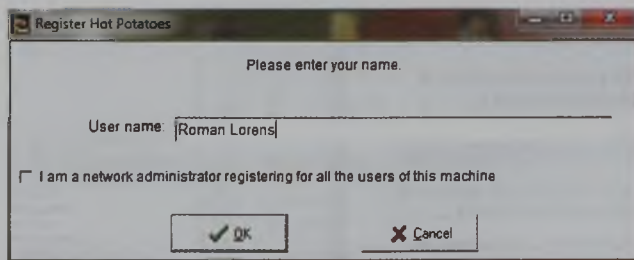 Register Hot Potatoes
Please enter your name.
User name: Roman Lorens
I am a network administrator registering for all the users of this machine
OK Cancel